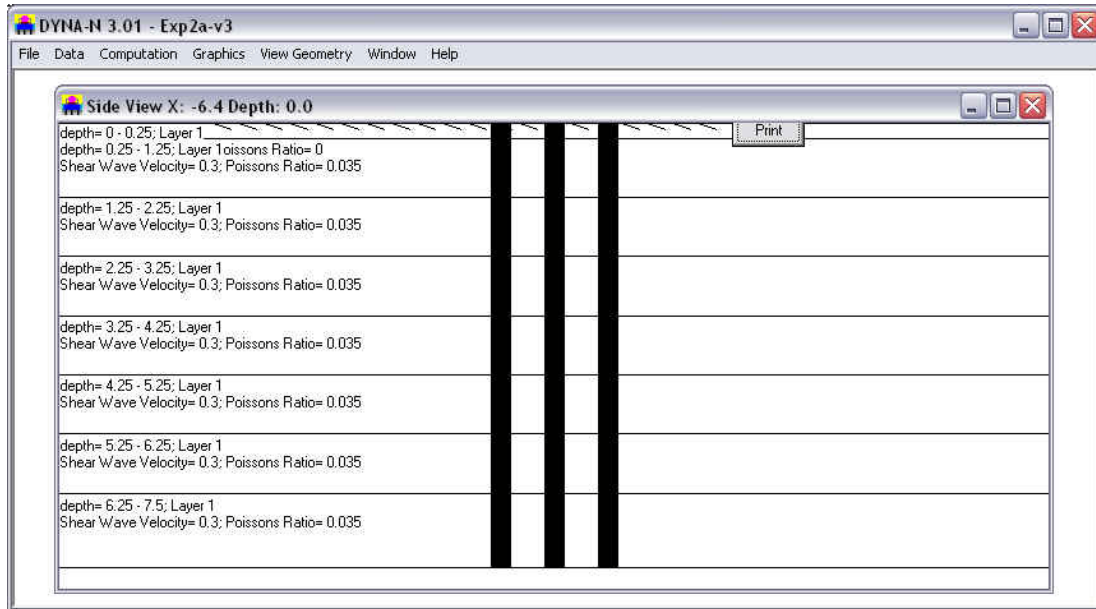 DYNA-N 3.01 - Exp2a-v3
File Data Computation Graphics View Geometry Window Help
Side View X: -6.4 Depth: 0.0
depth= 0 - 0.25; Layer 1
Print
depth= 0.25 - 1.25; Layer 1oissons Ratio= 0
Shear Wave Velocity= 0.3; Poissons Ratio= 0.035
depth= 1.25 - 2.25; Layer 1
Shear Wave Velocity= 0.3; Poissons Ratio= 0.035
depth= 2.25 - 3.25; Layer 1
Shear Wave Velocity= 0.3; Poissons Ratio= 0.035
depth= 3.25 - 4.25; Layer 1
Shear Wave Velocity= 0.3; Poissons Ratio= 0.035
depth= 4.25 - 5.25; Layer 1
Shear Wave Velocity= 0.3; Poissons Ratio= 0.035
depth= 5.25 - 6.25; Layer 1
Shear Wave Velocity= 0.3; Poissons Ratio= 0.035
depth= 6.25 - 7.5; Layer 1
Shear Wave Velocity= 0.3; Poissons Ratio= 0.035